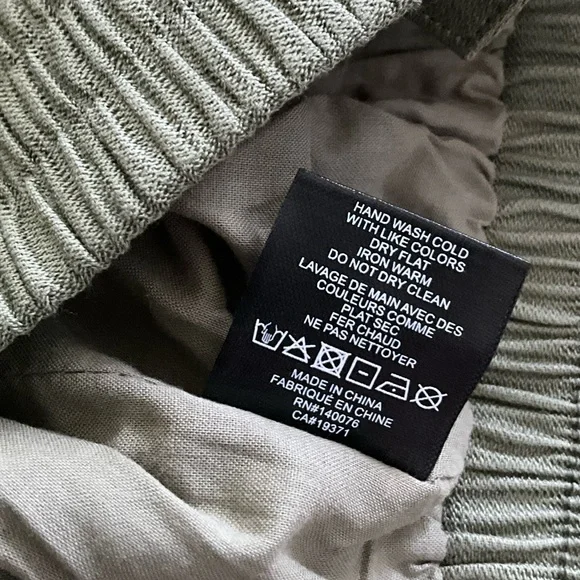 HAND WASH COLD
WITH LIKE COLORS
DRY FLAT
IRON WARM
DO NOT DRY CLEAN
LAVAGE DE MAIN AVEC DES
COULEURS COMME
PLAT SEC
FER CHAUD
NE PAS NETTOYER
MADE IN CHINA
FABRIQUÉ EN CHINE
RN#140076
CA#19371